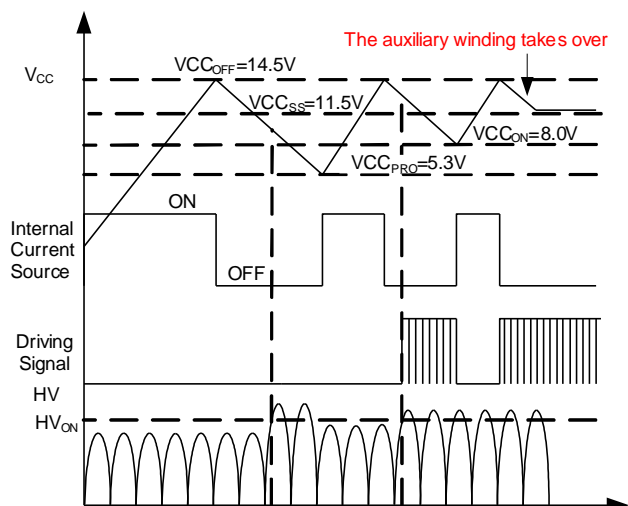 The auxiliary winding takes over
VCC
VCCOFF=14.5V
VCCSS=11.5V
VCCON=8.0V
VCCPRO=5.3V
ON
Internal
Current
Source
OFF
Driving
Signal
HV
HVON